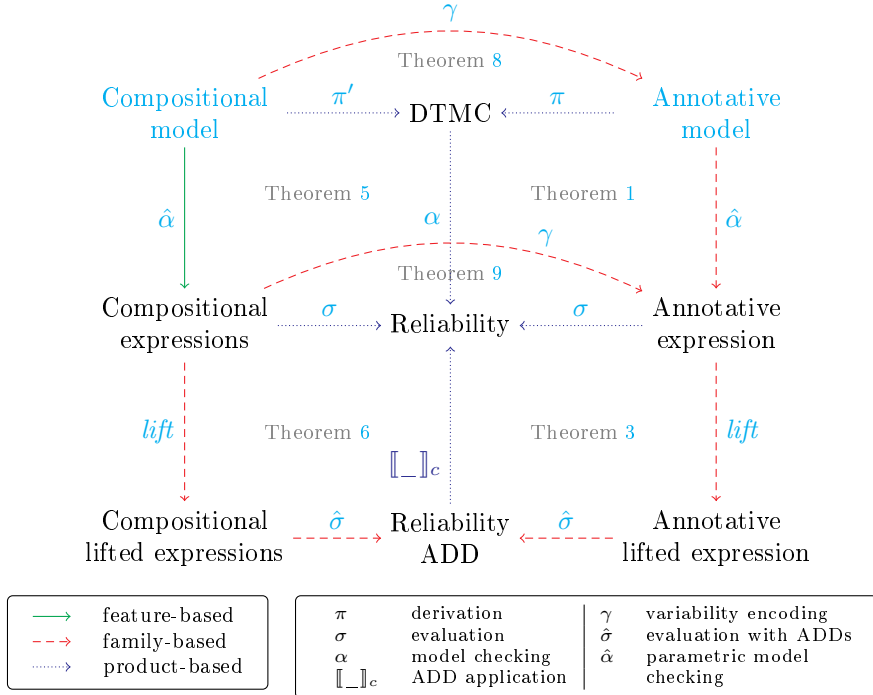 γ
Theorem 8
Compositional model
π′
DTMC
π
Annotative model
Theorem 5
Theorem 1
α̂
α
γ
α̂
Theorem 9
Compositional expressions
σ
Reliability
σ
Annotative expression
lift
Theorem 6
Theorem 3
lift
⟦_⟧c
Compositional lifted expressions
σ̂
Reliability ADD
σ̂
Annotative lifted expression
feature-based
family-based
product-based
π derivation
σ evaluation
α model checking
⟦_⟧c ADD application
γ variability encoding
σ̂ evaluation with ADDs
α̂ parametric model
checking